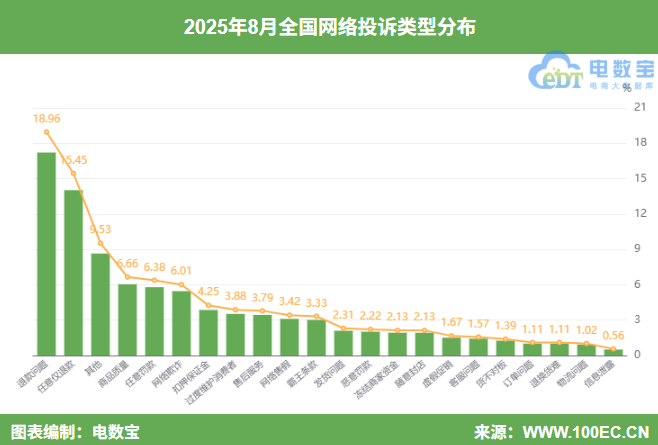 2025年8月全国网络投诉类型分布
电数宝
电商大数据库
%
21
18
15
12
9
6
3
0
18.96
15.45
9.53
6.66
6.38
6.01
4.25
3.88
3.79
3.42
3.33
2.31
2.22
2.13
2.13
1.67
1.57
1.39
1.11
1.11
1.02
0.56
退款问题
任意仅退款
其他
商品质量
任意罚款
网络欺诈
扣押保证金
过度维护消费者
售后服务
网络售假
霸王条款
发货问题
恶意罚款
冻结商家资金
随意封店
虚假促销
客服问题
货不对板
订单问题
退换货难
物流问题
信息泄露
图表编制：电数宝
来源：WWW.100EC.CN